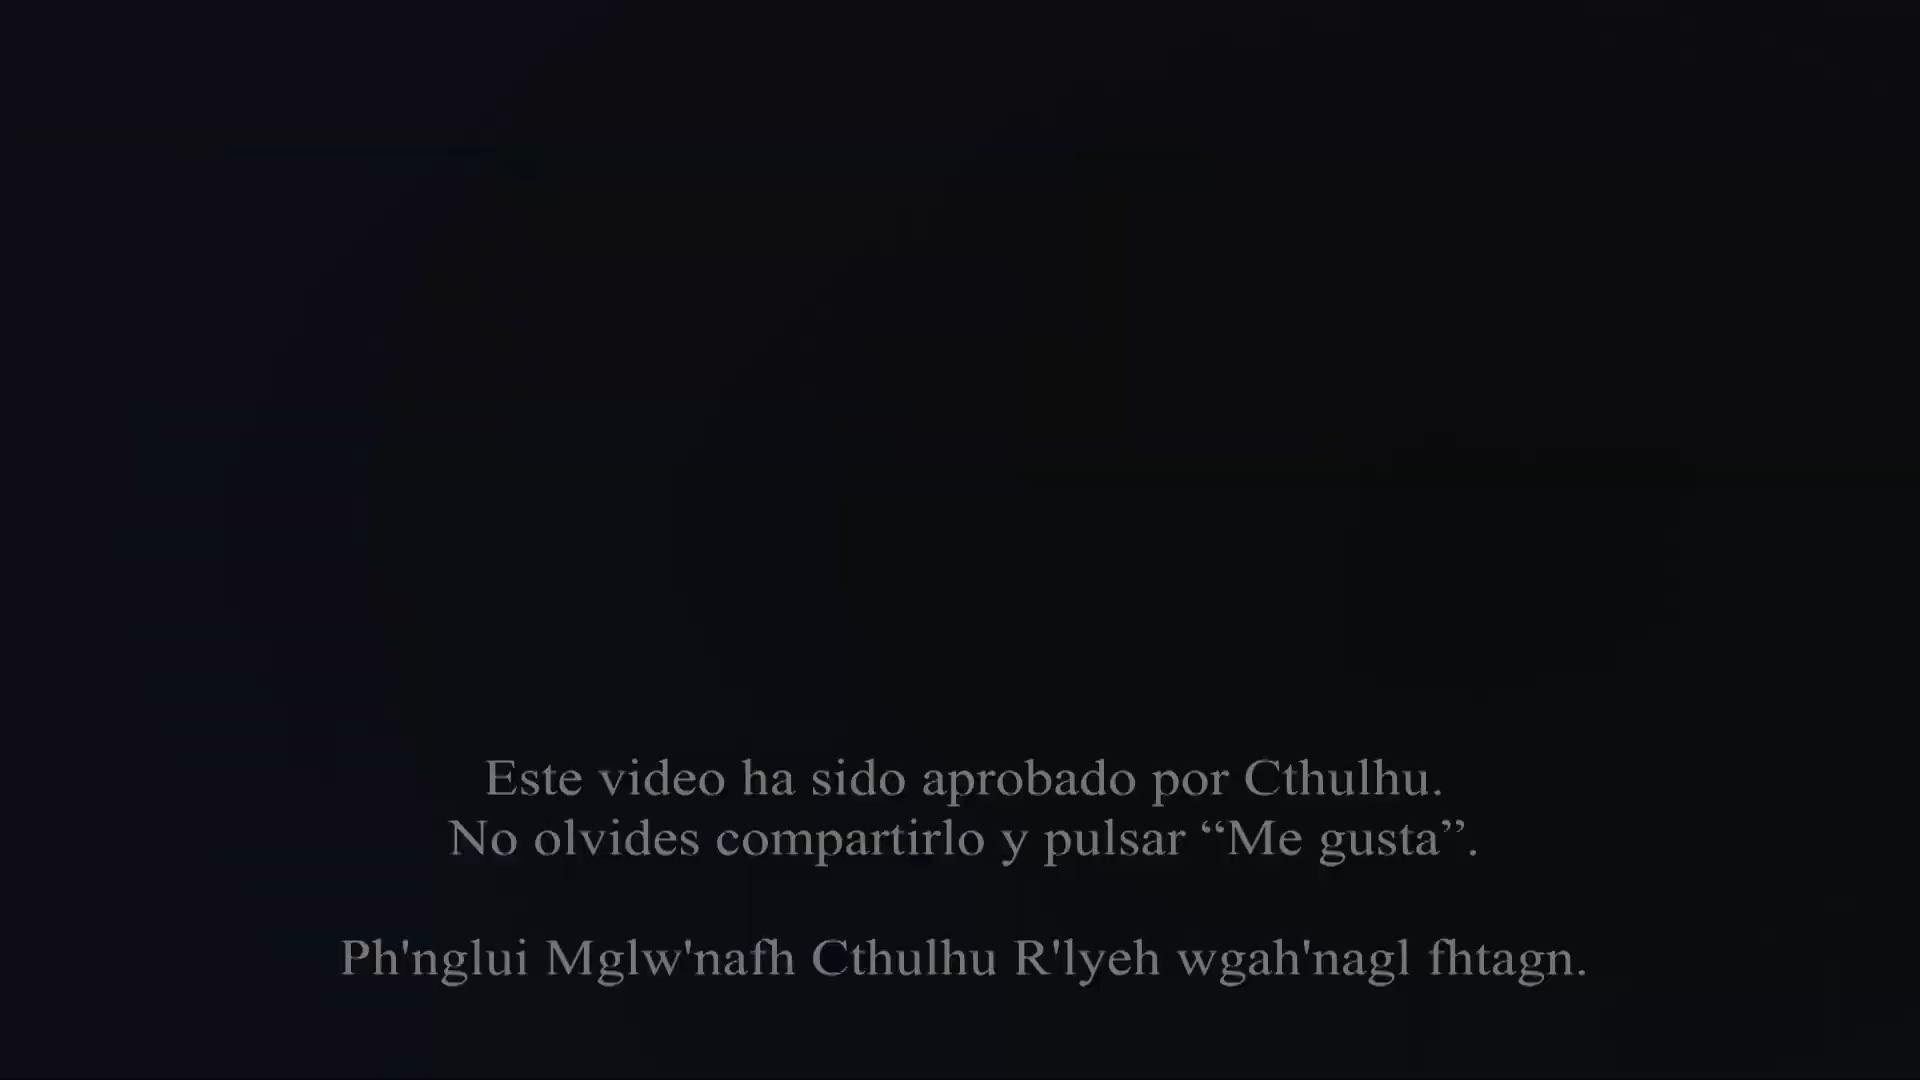 Este video ha sido aprobado por Cthulhu.
No olvides compartirlo y pulsar “Me gusta”.
Ph'nglui Mglw'nafh Cthulhu R'lyeh wgah'nagl fhtagn.